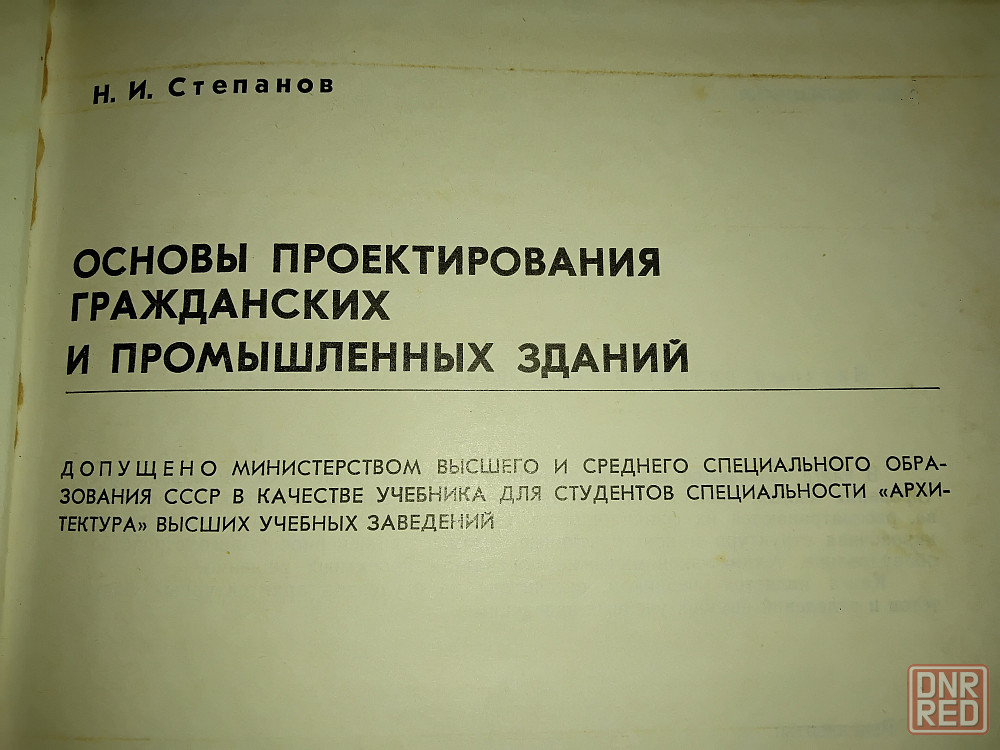 Н. И. Степанов
ОСНОВЫ ПРОЕКТИРОВАНИЯ
ГРАЖДАНСКИХ
И ПРОМЫШЛЕННЫХ ЗДАНИЙ
ДОПУЩЕНО МИНИСТЕРСТВОМ ВЫСШЕГО И СРЕДНЕГО СПЕЦИАЛЬНОГО ОБРА-
ЗОВАНИЯ СССР В КАЧЕСТВЕ УЧЕБНИКА ДЛЯ СТУДЕНТОВ СПЕЦИАЛЬНОСТИ «АРХИ-
ТЕКТУРА» ВЫСШИХ УЧЕБНЫХ ЗАВЕДЕНИЙ
DNR
RED